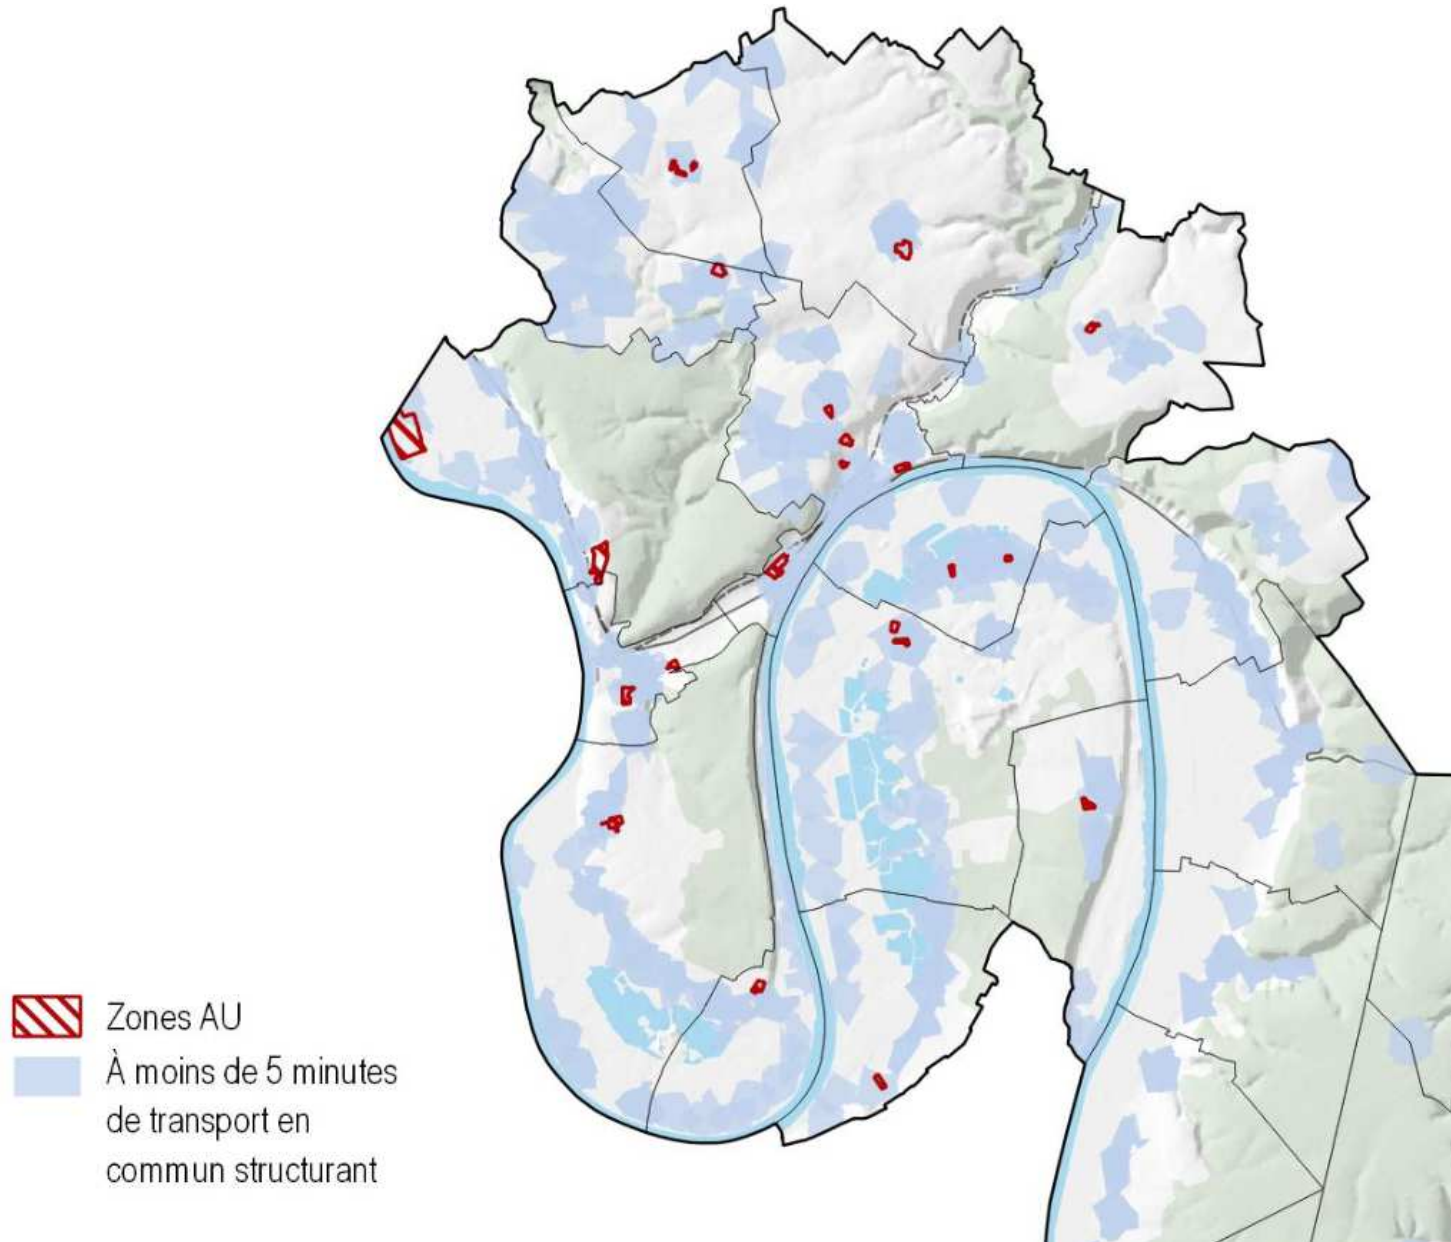 Zones AU
À moins de 5 minutes
de transport en
commun structurant